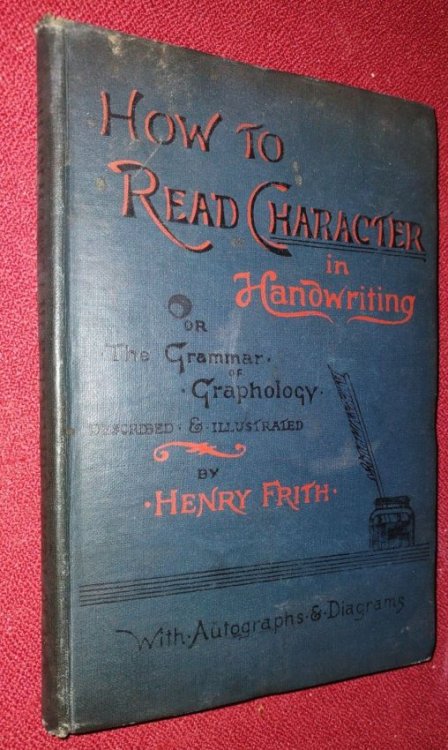 HOW TO
READ CHARACTER
in
Handwriting
OR
The Grammar
OF
Graphology
DESCRIBED & ILLUSTRATED
BY
HENRY FRITH
With Autographs & Diagrams